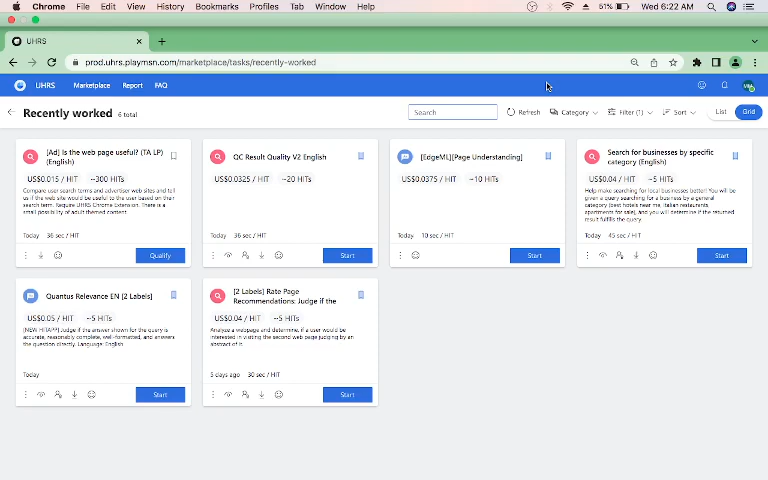 Chrome File Edit View History Bookmarks Profiles Tab Window Help 51% Wed 6:22 AM
UHRS
prod.uhrs.playmsn.com/marketplace/tasks/recently-worked
UHRS Marketplace Report FAQ VM
Recently worked 6 total Search Refresh Category Filter (1) Sort List Grid
[Ad] Is the web page useful? (TA LP)
(English)
US$0.015 / HIT ~300 HITs
Compare user search terms and advertiser web sites and tell
us if the web site would be useful to the user based on their
search term. Require UHRS Chrome Extension. There is a
small possibility of adult themed content
Today 36 sec / HIT
Qualify
QC Result Quality V2 English
US$0.0325 / HIT ~20 HITs
Today 36 sec / HIT
Start
[EdgeML][Page Understanding]
US$0.0375 / HIT ~10 HITs
Today 10 sec / HIT
Start
Search for businesses by specific
category (English)
US$0.04 / HIT ~5 HITs
Help make searching for local businesses better! You will be
given a query searching for a business by a general
category (best hotels near me, Italian restaurants,
apartments for sale), and you will determine if the returned
result fulfills the query
Today 45 sec / HIT
Start
Quantus Relevance EN [2 Labels]
US$0.05 / HIT ~5 HITs
[NEW HITAPP] Judge if the answer shown for the query is
accurate, reasonably complete, well-formatted, and answers
the question directly. Language: English
Today
Start
[2 Labels] Rate Page
Recommendations: Judge if the
US$0.04 / HIT ~5 HITs
Analyze a webpage and determine, if a user would be
interested in visiting the second web page judging by an
abstract of it
5 days ago 30 sec / HIT
Start